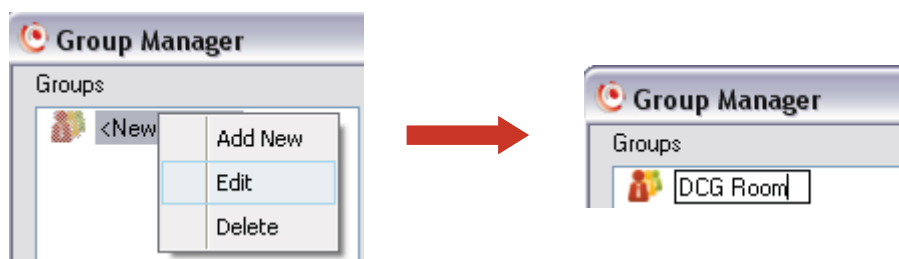 Group Manager
Groups
<New
Add New
Edit
Delete
Group Manager
Groups
DCG Room